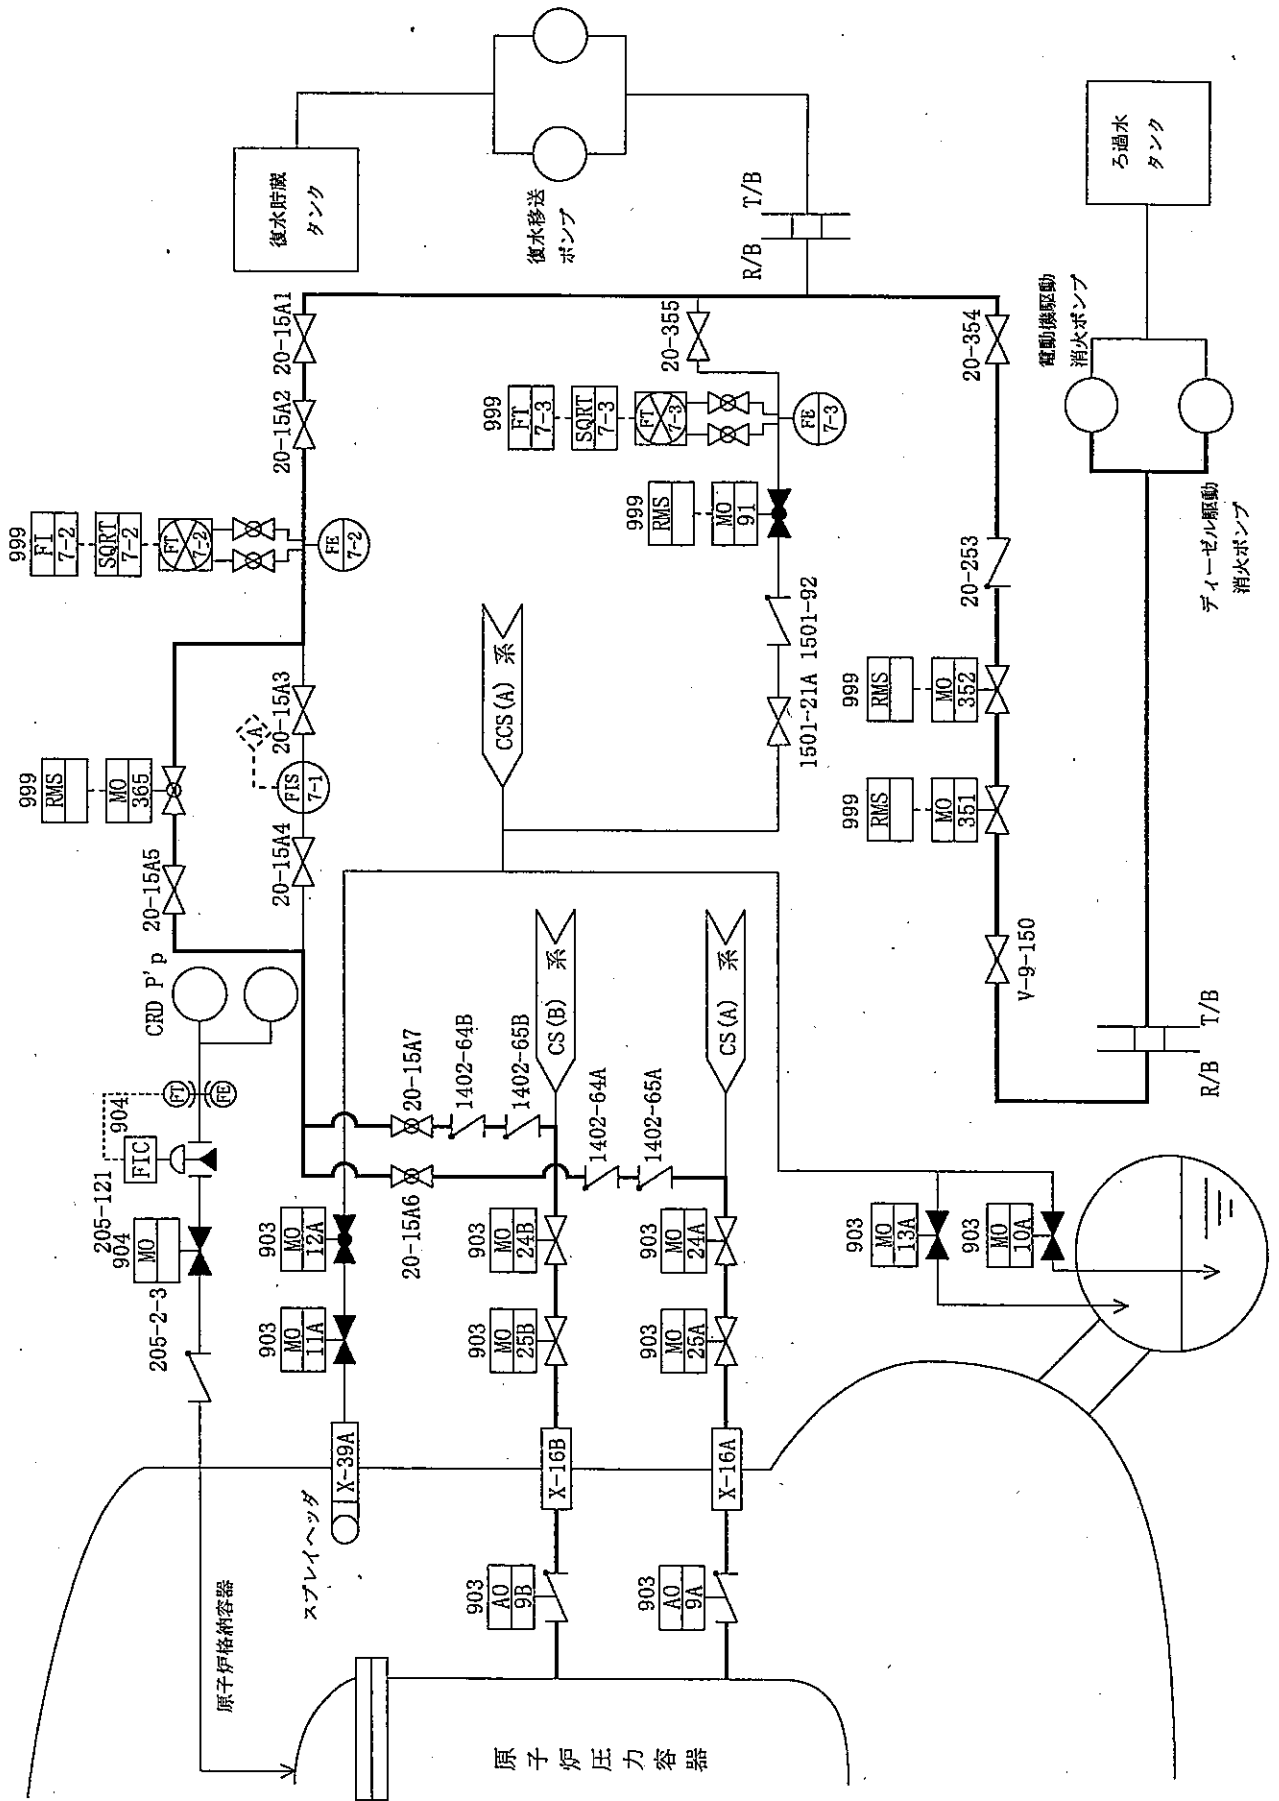 復水貯蔵
タンク
復水移送
ポンプ
R/B
T/B
ろ過水
タンク
電動機駆動
消火ポンプ
ディーゼル駆動
消火ポンプ
20-15A1
20-15A2
999
FI
7-2
SQRT
7-2
FT
7-2
FE
7-2
20-355
999
FT
7-3
SQRT
7-3
FT
7-3
FE
7-3
999
RMS
MO
91
1501-92
1501-21A
20-354
20-253
999
RMS
MO
352
999
RMS
MO
351
V-9-150
R/B
T/B
999
RMS
MO
365
20-15A5
20-15A3
A
FIS
7-1
20-15A4
CCS(A) 系
CS(B) 系
CS(A) 系
CRD P'p
FT
FE
904
FIC
205-121
904
MO
205-2-3
20-15A7
1402-64B
1402-65B
20-15A6
1402-64A
1402-65A
903
MO
12A
903
MO
11A
X-39A
スプレイヘッダ
903
MO
24B
903
MO
25B
X-16B
903
AO
9B
903
MO
24A
903
MO
25A
X-16A
903
AO
9A
903
MO
13A
903
MO
10A
原子炉格納容器
原子炉圧力容器